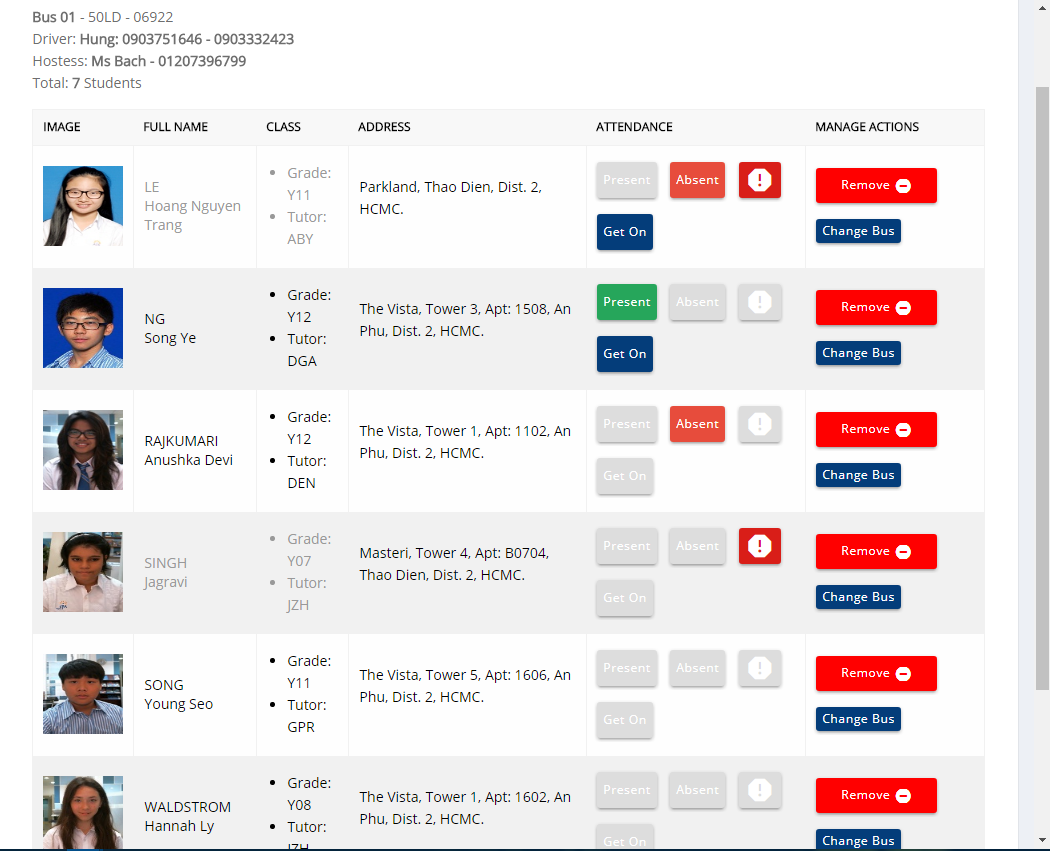 Bus 01 - 50LD - 06922
Driver: Hung: 0903751646 - 0903332423
Hostess: Ms Bach - 01207396799
Total: 7 Students
IMAGE FULL NAME CLASS ADDRESS ATTENDANCE MANAGE ACTIONS
LE
Hoang Nguyen
Trang
Grade:
Y11
Tutor:
ABY
Parkland, Thao Dien, Dist. 2,
HCMC.
Present Absent
Get On
Remove
Change Bus
NG
Song Ye
Grade:
Y12
Tutor:
DGA
The Vista, Tower 3, Apt: 1508, An
Phu, Dist. 2, HCMC.
Present Absent
Get On
Remove
Change Bus
RAJKUMARI
Anushka Devi
Grade:
Y12
Tutor:
DEN
The Vista, Tower 1, Apt: 1102, An
Phu, Dist. 2, HCMC.
Present Absent
Get On
Remove
Change Bus
SINGH
Jagravi
Grade:
Y07
Tutor:
JZH
Masteri, Tower 4, Apt: B0704,
Thao Dien, Dist. 2, HCMC.
Present Absent
Get On
Remove
Change Bus
SONG
Young Seo
Grade:
Y11
Tutor:
GPR
The Vista, Tower 5, Apt: 1606, An
Phu, Dist. 2, HCMC.
Present Absent
Get On
Remove
Change Bus
WALDSTROM
Hannah Ly
Grade:
Y08
Tutor:
JZH
The Vista, Tower 1, Apt: 1602, An
Phu, Dist. 2, HCMC.
Present Absent
Get On
Remove
Change Bus